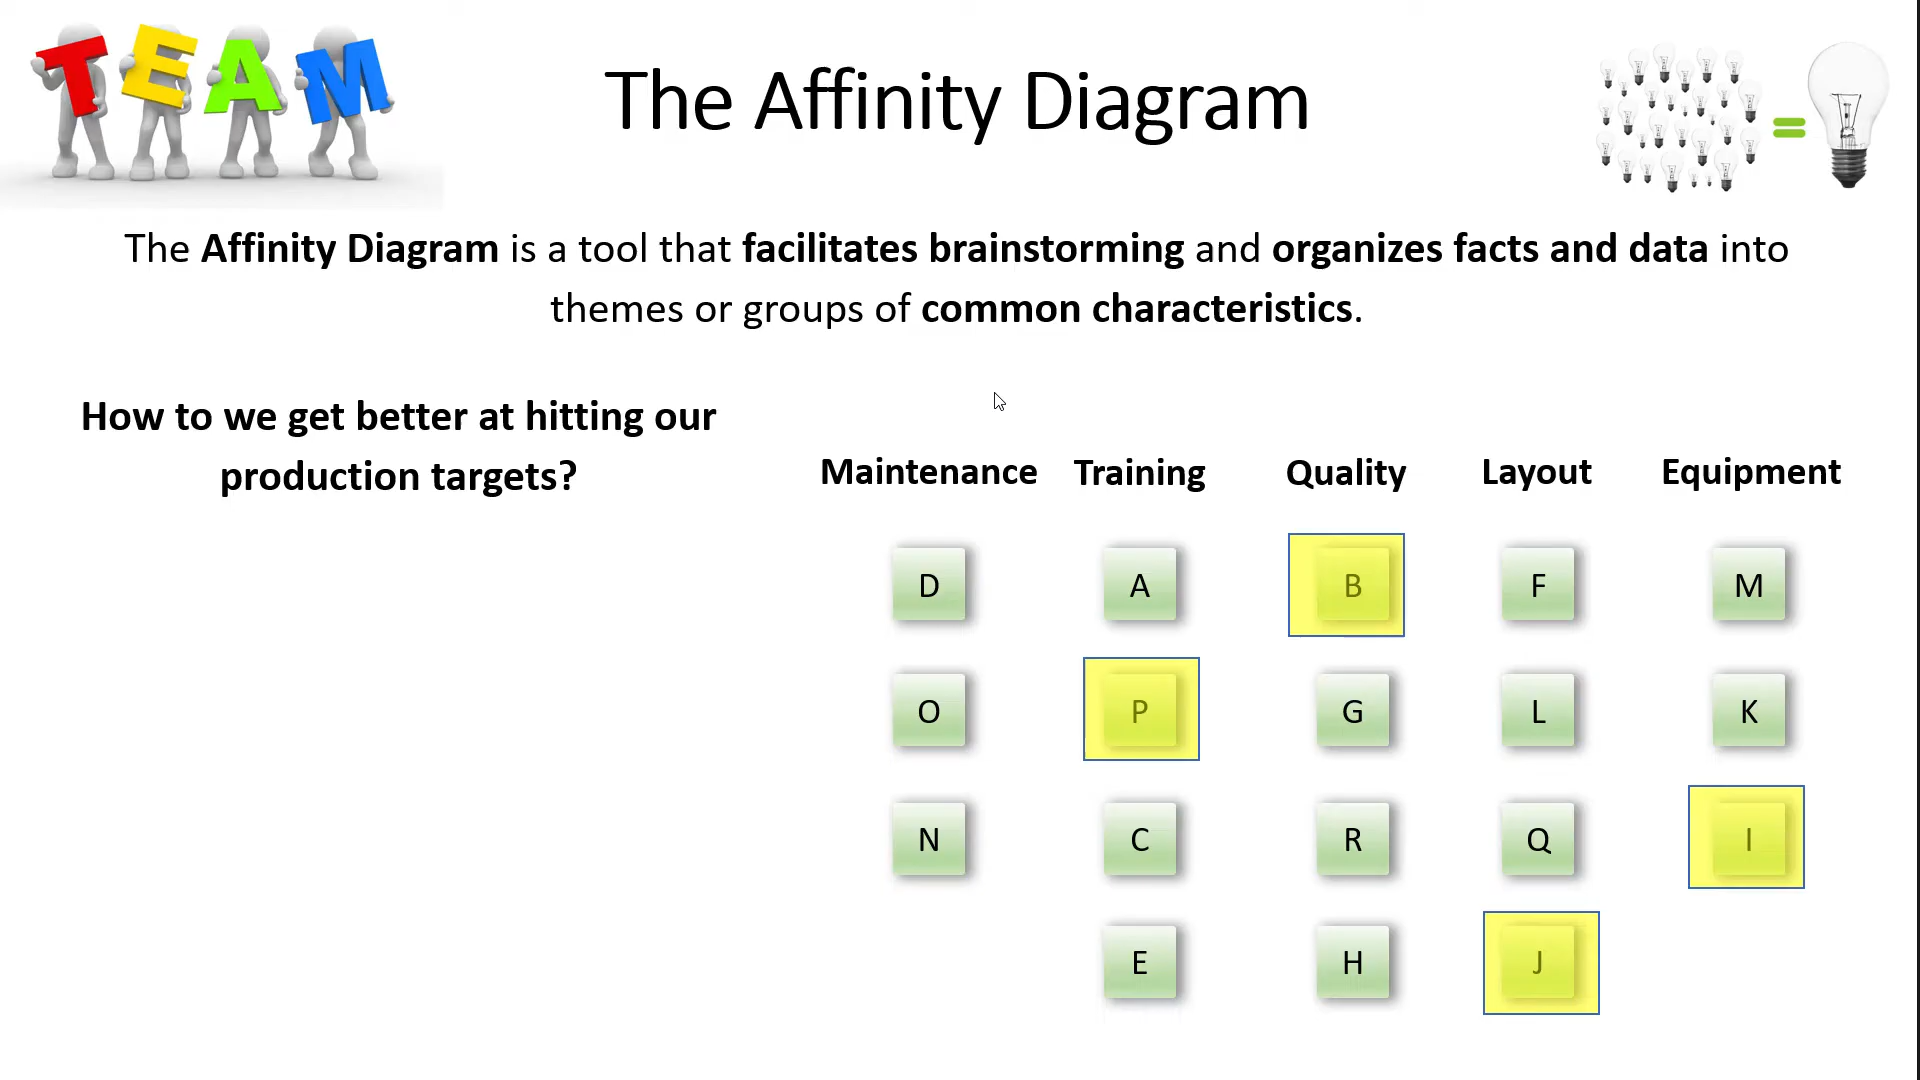 TEAM
The Affinity Diagram
=
The Affinity Diagram is a tool that facilitates brainstorming and organizes facts and data into
themes or groups of common characteristics.
How to we get better at hitting our
production targets?
Maintenance Training Quality Layout Equipment
D A B F M
O P G L K
N C R Q I
E H J